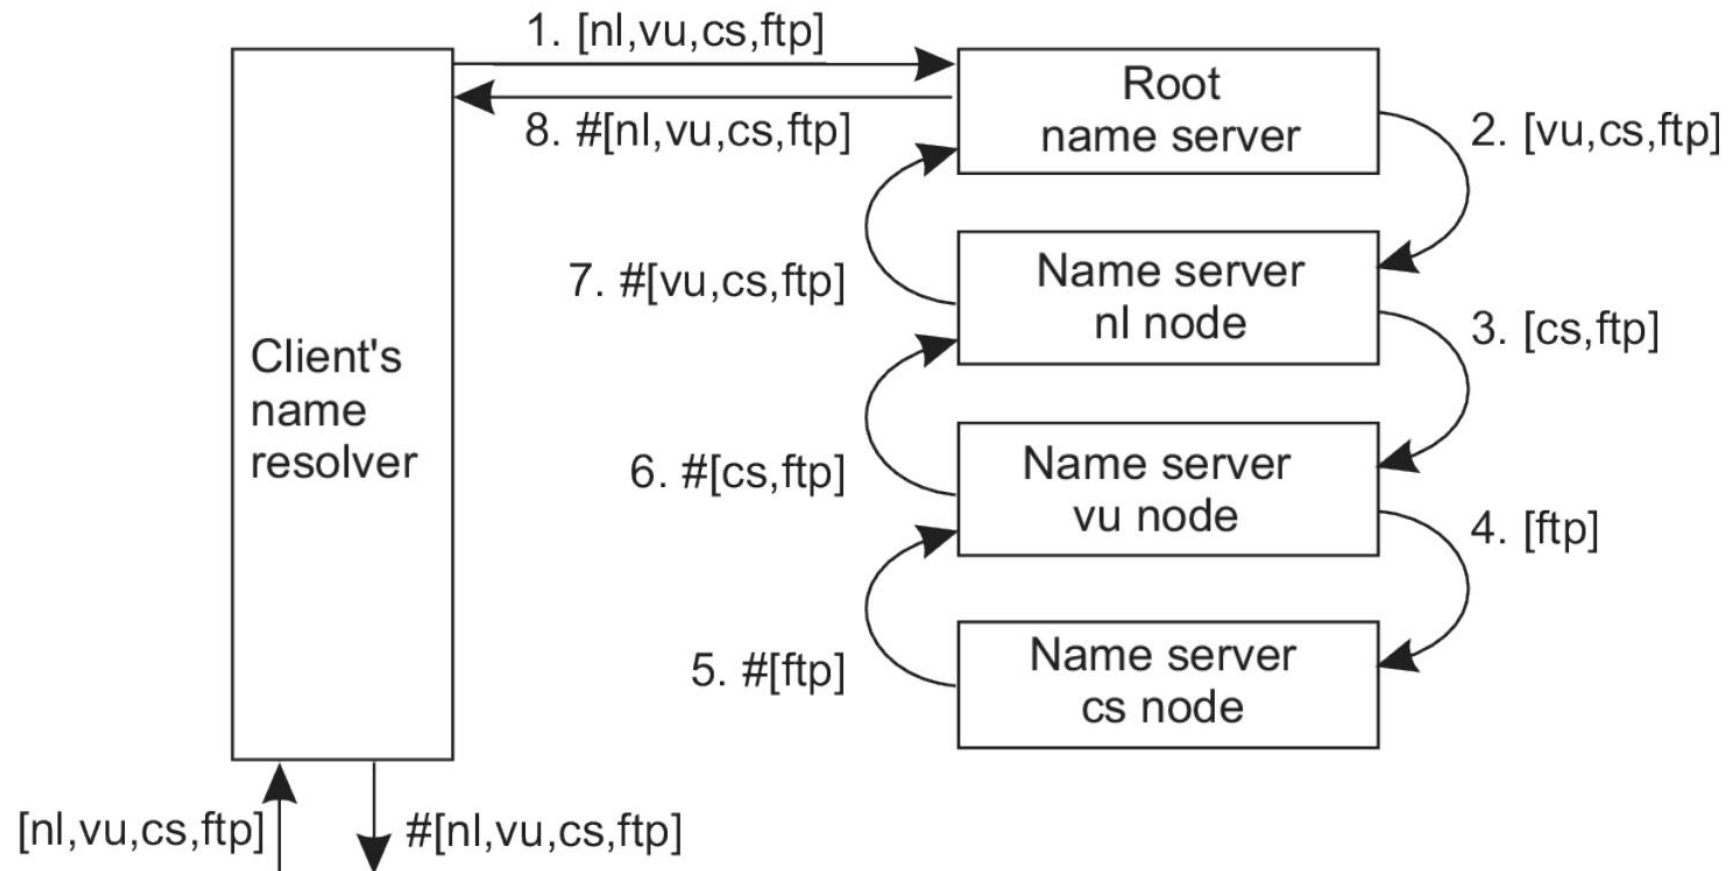 1. [nl,vu,cs,ftp]
Root
name server
8. #[nl,vu,cs,ftp]
2. [vu,cs,ftp]
7. #[vu,cs,ftp]
Name server
nl node
3. [cs,ftp]
Client's
name
resolver
6. #[cs,ftp]
Name server
vu node
4. [ftp]
5. #[ftp]
Name server
cs node
[nl,vu,cs,ftp]
#[nl,vu,cs,ftp]